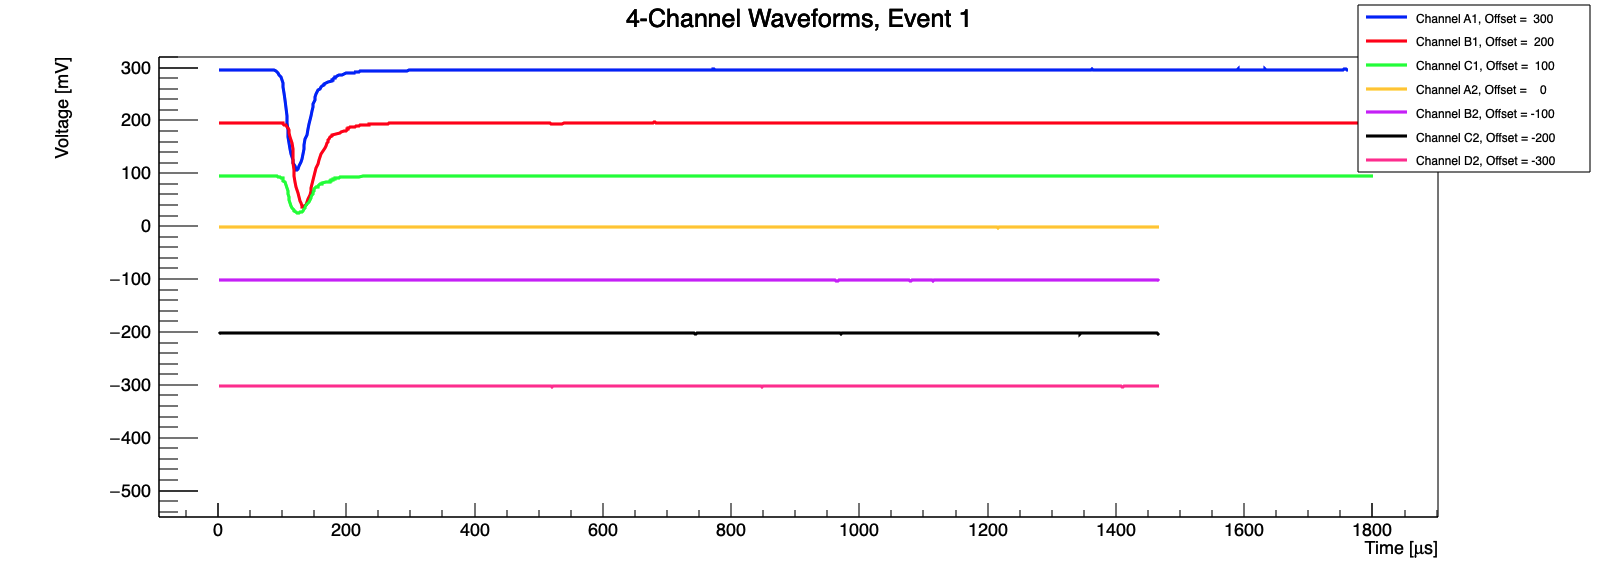 4-Channel Waveforms, Event 1
Channel A1, Offset = 300
Channel B1, Offset = 200
Channel C1, Offset = 100
Channel A2, Offset = 0
Channel B2, Offset = -100
Channel C2, Offset = -200
Channel D2, Offset = -300
Voltage [mV]
300
200
100
0
−100
−200
−300
−400
−500
0 200 400 600 800 1000 1200 1400 1600 1800
Time [μs]